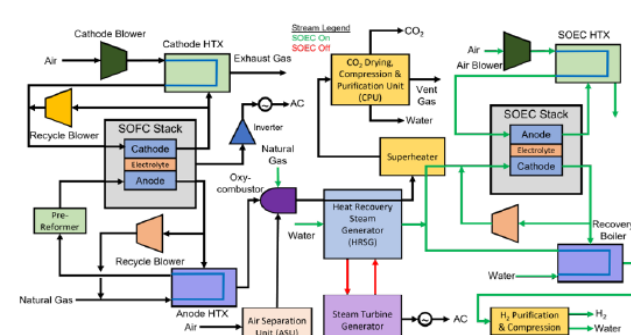 Cathode Blower
Cathode HTX
Air
Exhaust Gas
Recycle Blower
SOFC Stack
Cathode
Electrolyte
Anode
Inverter
AC
Pre-
Reformer
Recycle Blower
Natural Gas
Anode HTX
Stream Legend
SOEC On
SOEC Off
CO2
CO2 Drying,
Compression &
Purification Unit
(CPU)
Vent
Gas
Water
Superheater
Natural
Gas
Oxy-
combustor
Water
Heat Recovery
Steam
Generator
(HRSG)
Air
Air Separation
Unit (ASU)
Steam Turbine
Generator
AC
SOEC HTX
Air
Air Blower
SOEC Stack
Anode
Electrolyte
Cathode
Recovery
Boiler
Water
H2 Purification
& Compression
H2
Water